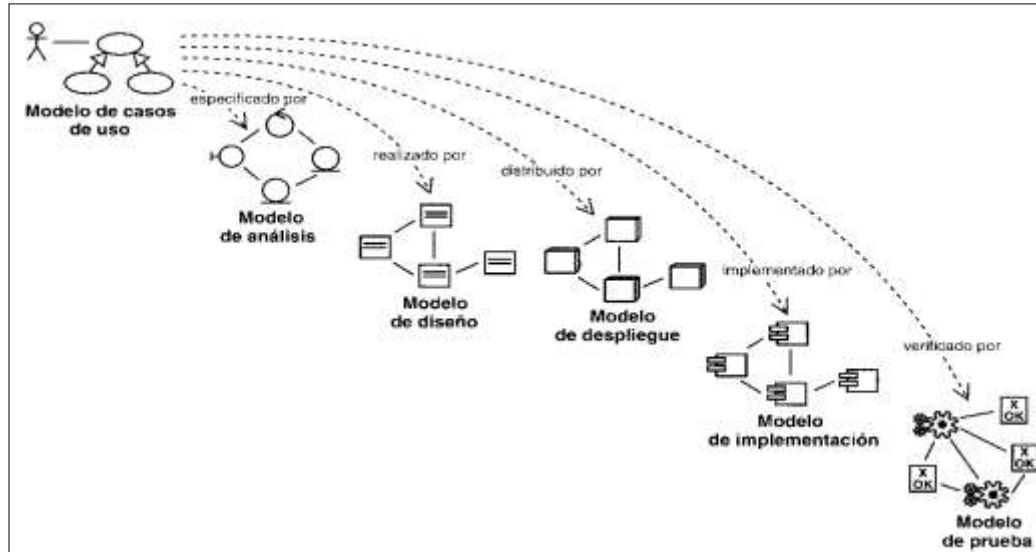 Modelo de casos
de uso
especificado por
Modelo
de análisis
realizado por
Modelo
de diseño
distribuido por
Modelo
de despliegue
implementado por
Modelo
de implementación
verificado por
X
OK
X
OK
X
OK
Modelo
de prueba